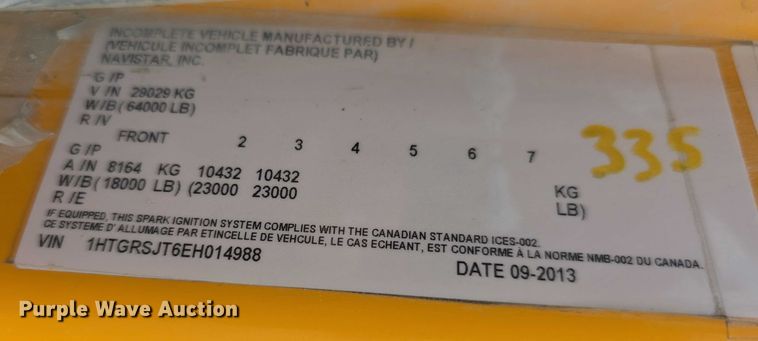 INCOMPLETE VEHICLE MANUFACTURED BY /
(VEHICULE INCOMPLET FABRIQUE PAR)
NAVISTAR, INC.
G /P
V /N 29029 KG
W/B( 64000 LB)
R /V
FRONT 2 3 4 5 6 7
G /P
A /N 8164 KG 10432 10432 KG
W/B( 18000 LB) (23000 23000 LB)
R /E
335
IF EQUIPPED, THIS SPARK IGNITION SYSTEM COMPLIES WITH THE CANADIAN STANDARD ICES-002.
CE SYSTEME D'ALLUMAGE PAR ETINCELLE DE VEHCULE, LE CAS ECHEANT, EST CONFORME À LA NORME NMB-002 DU CANADA.
VIN 1HTGRSJT6EH014988 DATE 09-2013
Purple Wave Auction